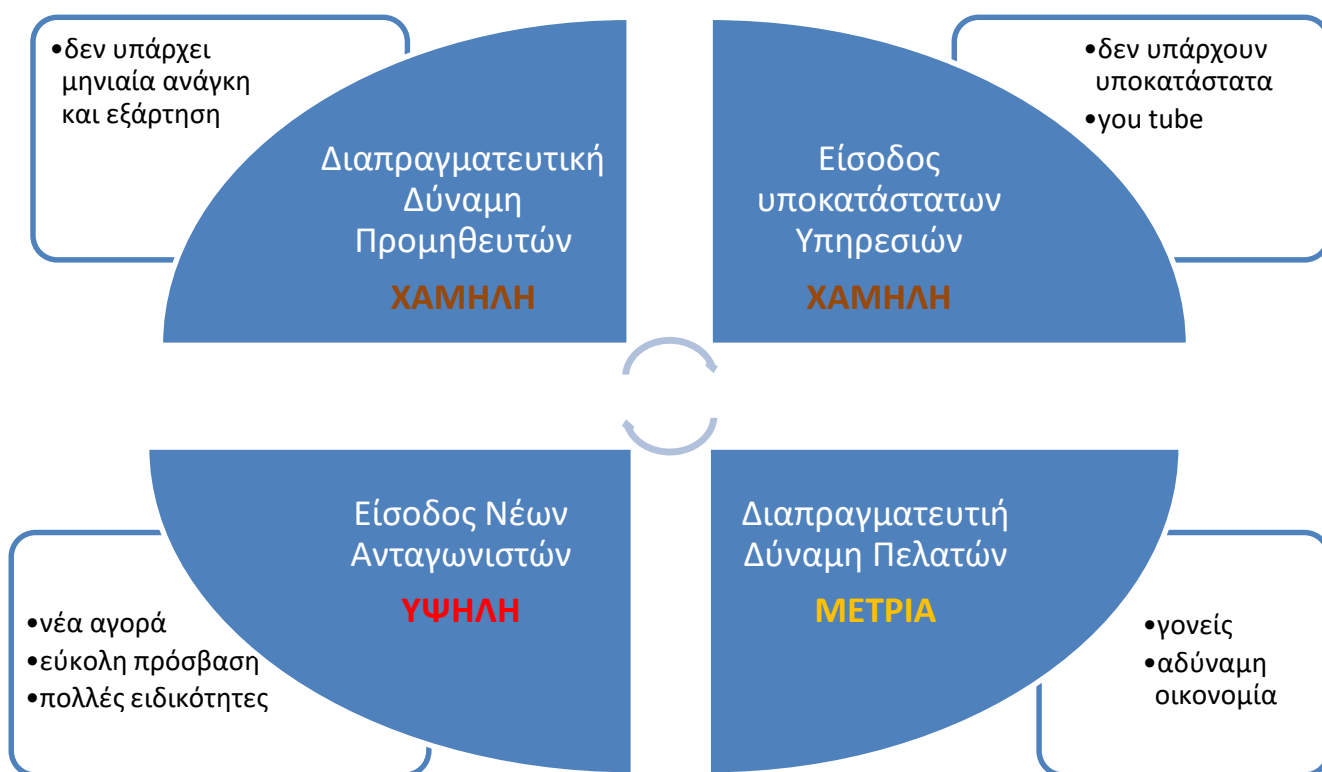 •δεν υπάρχει
μηνιαία ανάγκη
και εξάρτηση
Διαπραγματευτική
Δύναμη
Προμηθευτών
ΧΑΜΗΛΗ
•δεν υπάρχουν
υποκατάστατα
•you tube
Είσοδος
υποκατάστατων
Υπηρεσιών
ΧΑΜΗΛΗ
Είσοδος Νέων
Ανταγωνιστών
ΥΨΗΛΗ
•νέα αγορά
•εύκολη πρόσβαση
•πολλές ειδικότητες
Διαπραγματευτιή
Δύναμη Πελατών
ΜΕΤΡΙΑ
•γονείς
•αδύναμη
οικονομία